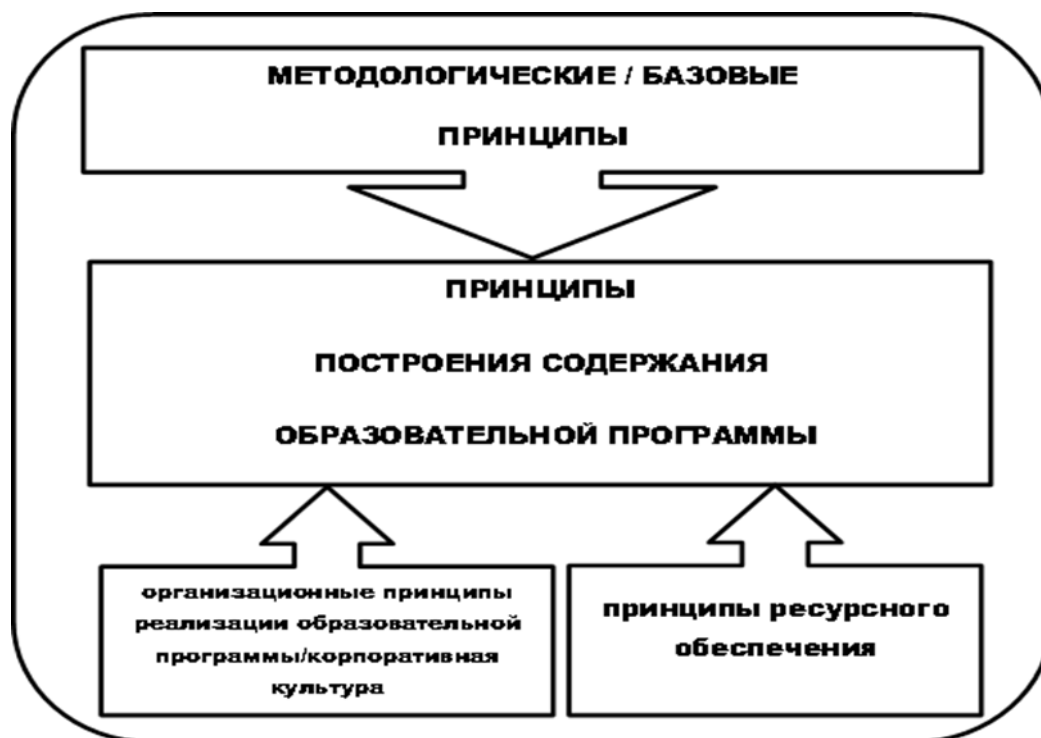 МЕТОДОЛОГИЧЕСКИЕ / БАЗОВЫЕ
ПРИНЦИПЫ
ПРИНЦИПЫ
ПОСТРОЕНИЯ СОДЕРЖАНИЯ
ОБРАЗОВАТЕЛЬНОЙ ПРОГРАММЫ
организационные принципы
реализации образовательной
программы/корпоративная
культура
принципы ресурсного
обеспечения